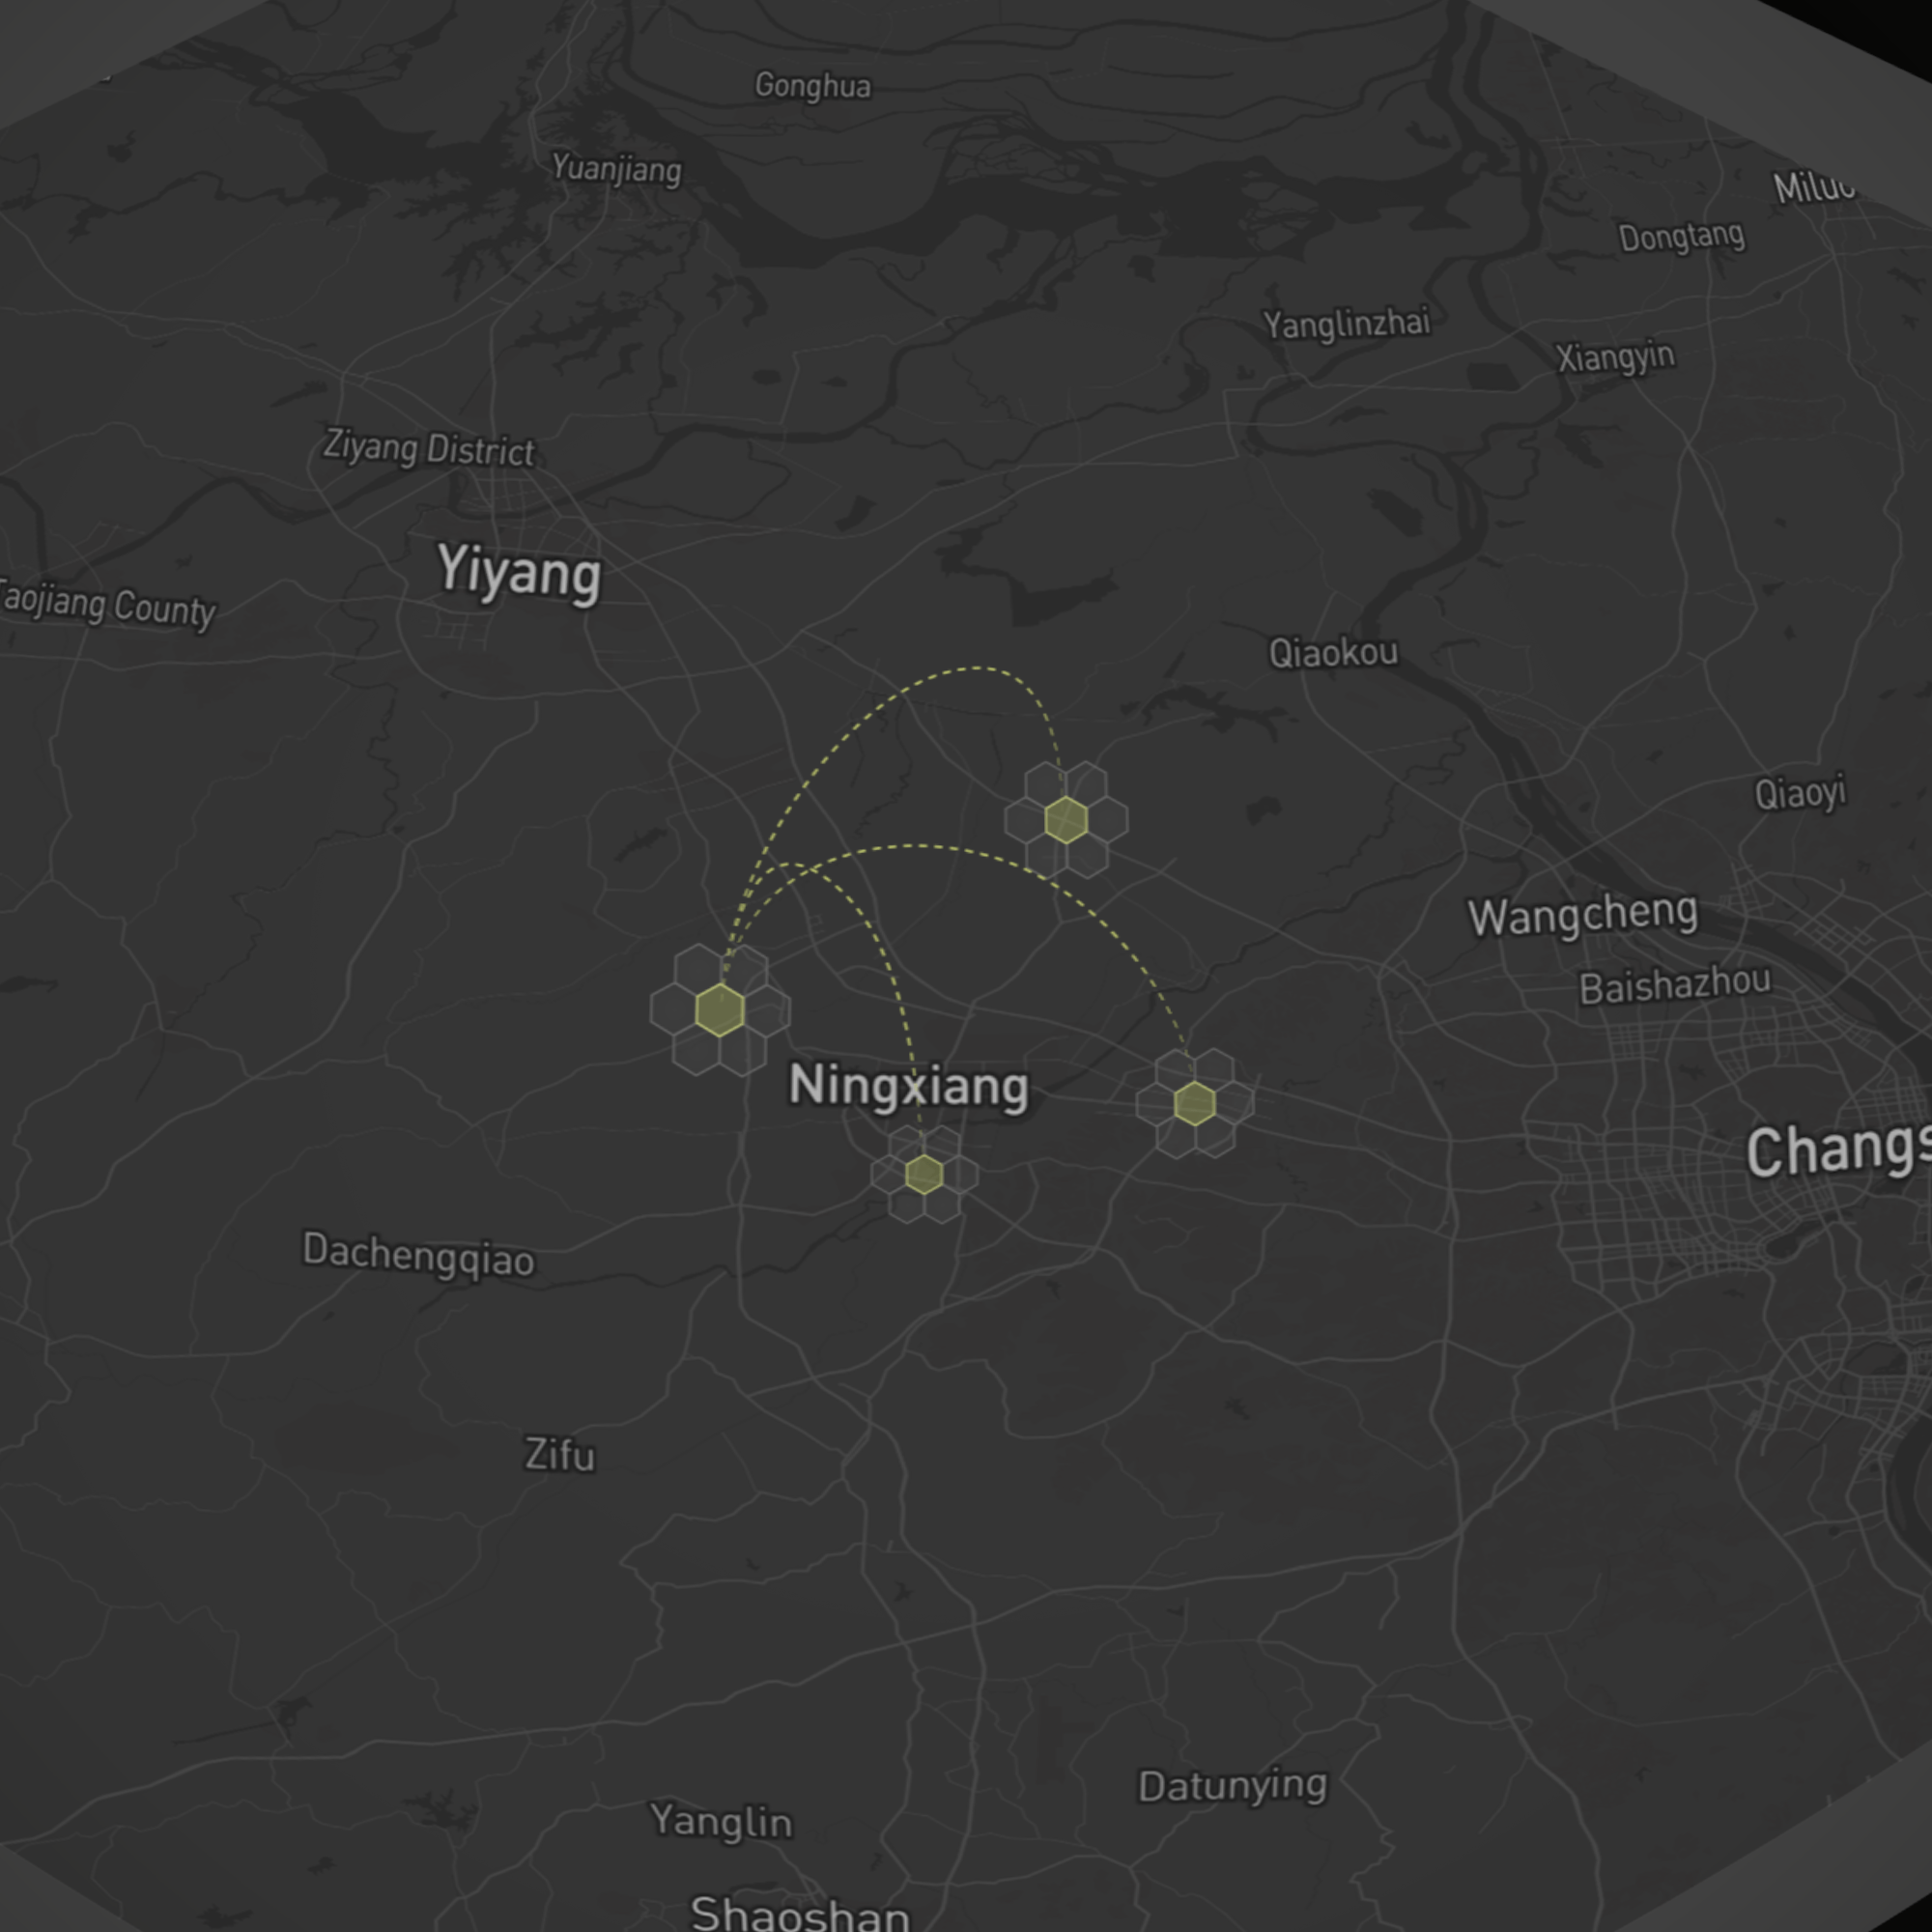 Gonghua
Yuanjiang
Dongtang
Yanglinzhai
Xiangyin
Ziyang District
Yiyang
Taojiang County
Qiaokou
Qiaoyi
Wangcheng
Baishazhou
Ningxiang
Changs
Dachengqiao
Zifu
Datunying
Yanglin
Shaoshan